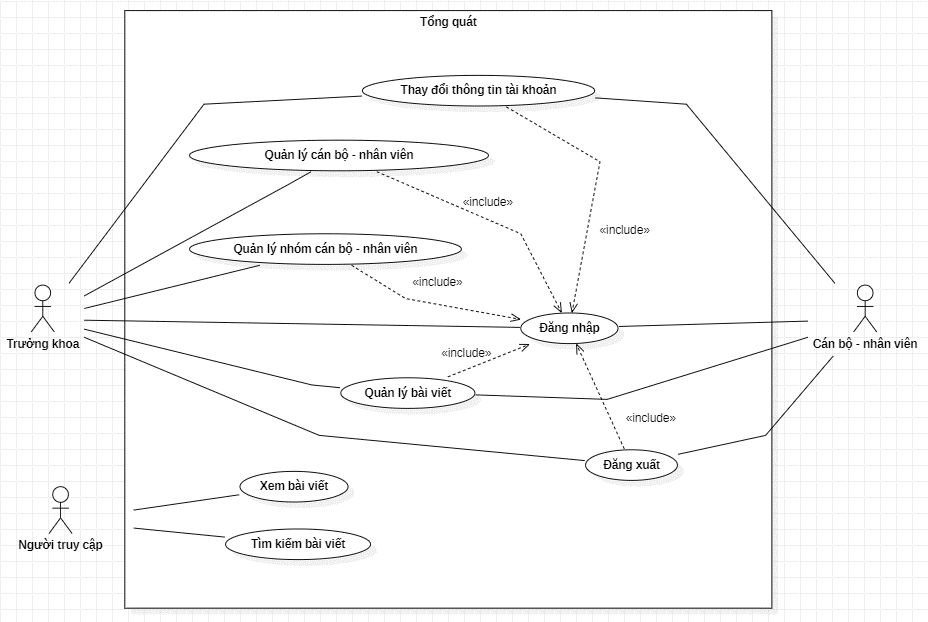 Tổng quát
Thay đổi thông tin tài khoản
Quản lý cán bộ - nhân viên
«include»
«include»
Quản lý nhóm cán bộ - nhân viên
«include»
Đăng nhập
Trưởng khoa
Cán bộ - nhân viên
«include»
Quản lý bài viết
«include»
Đăng xuất
Xem bài viết
Người truy cập
Tìm kiếm bài viết